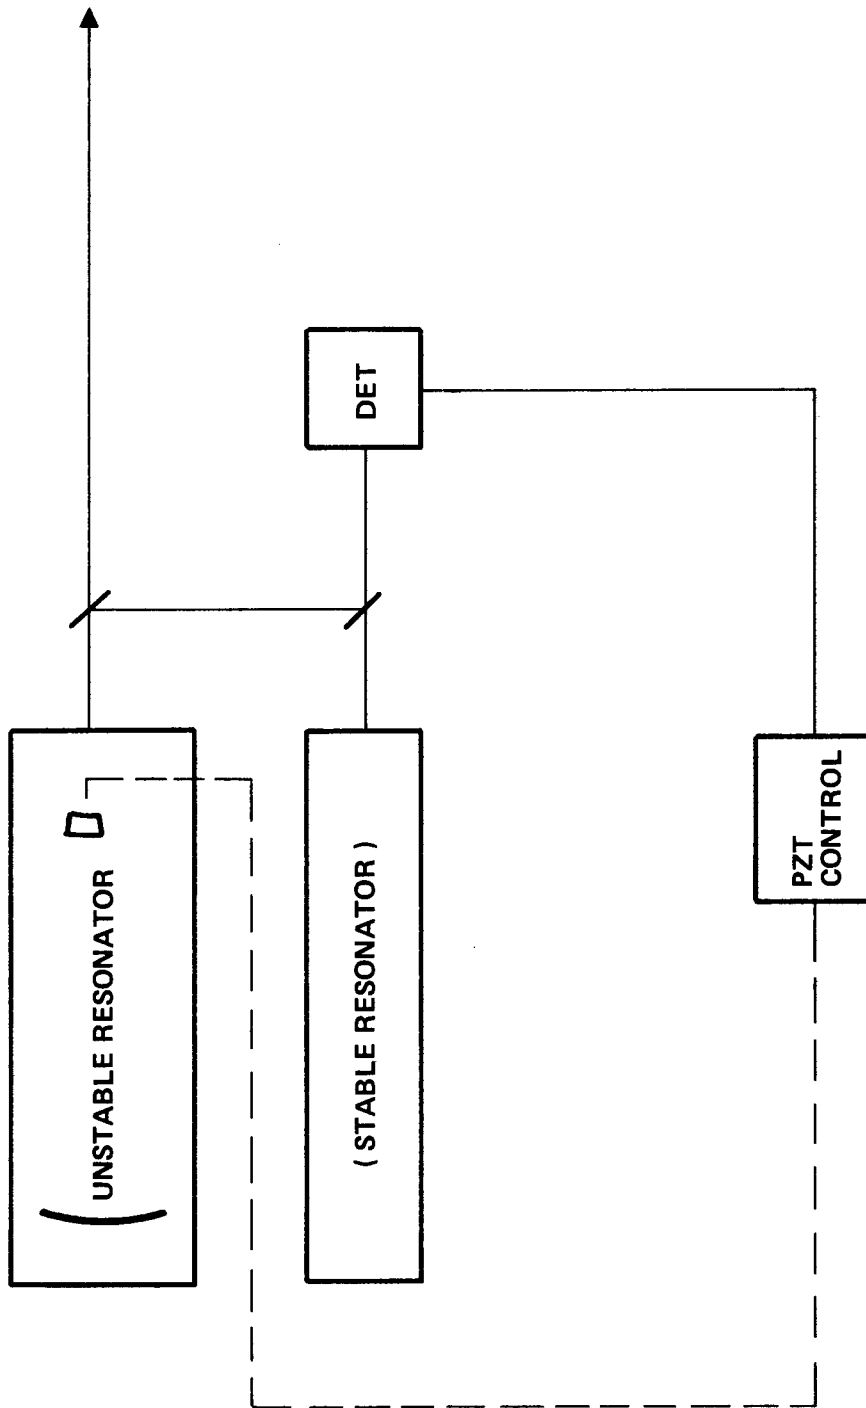 UNSTABLE RESONATOR
( STABLE RESONATOR )
DET
PZT
CONTROL